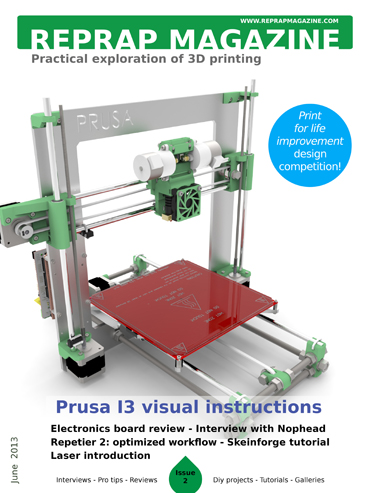 WWW.REPRAPMAGAZINE.COM
REPRAP MAGAZINE
Practical exploration of 3D printing
Print
for life
improvement
design
competition!
PRUSA
Prusa I3 visual instructions
Electronics board review - Interview with Nophead
Repetier 2: optimized workflow - Skeinforge tutorial
Laser introduction
June 2013
Interviews - Pro tips - Reviews
Issue
2
Diy projects - Tutorials - Galleries